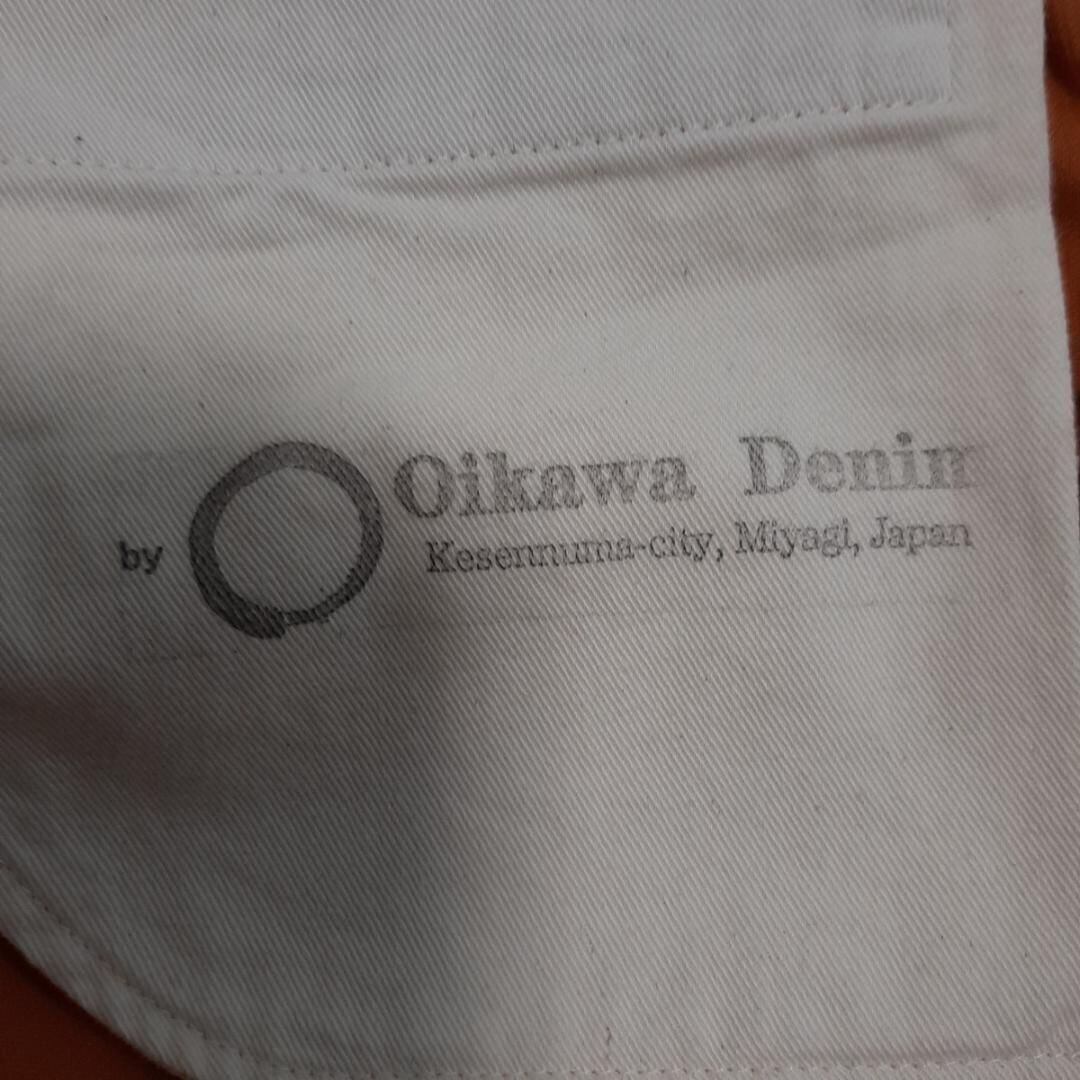 by
Oikawa Denim
Kesennuma-city, Miyagi, Japan